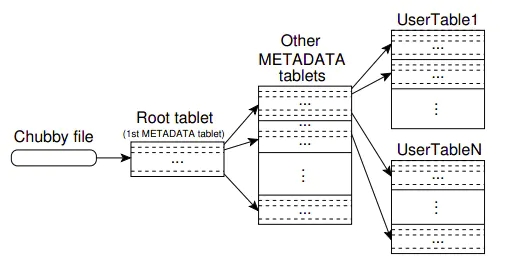 UserTable1
...
...
⋮
Other
METADATA
tablets
...
...
⋮
...
Root tablet
(1st METADATA tablet)
...
Chubby file
UserTableN
...
⋮
...